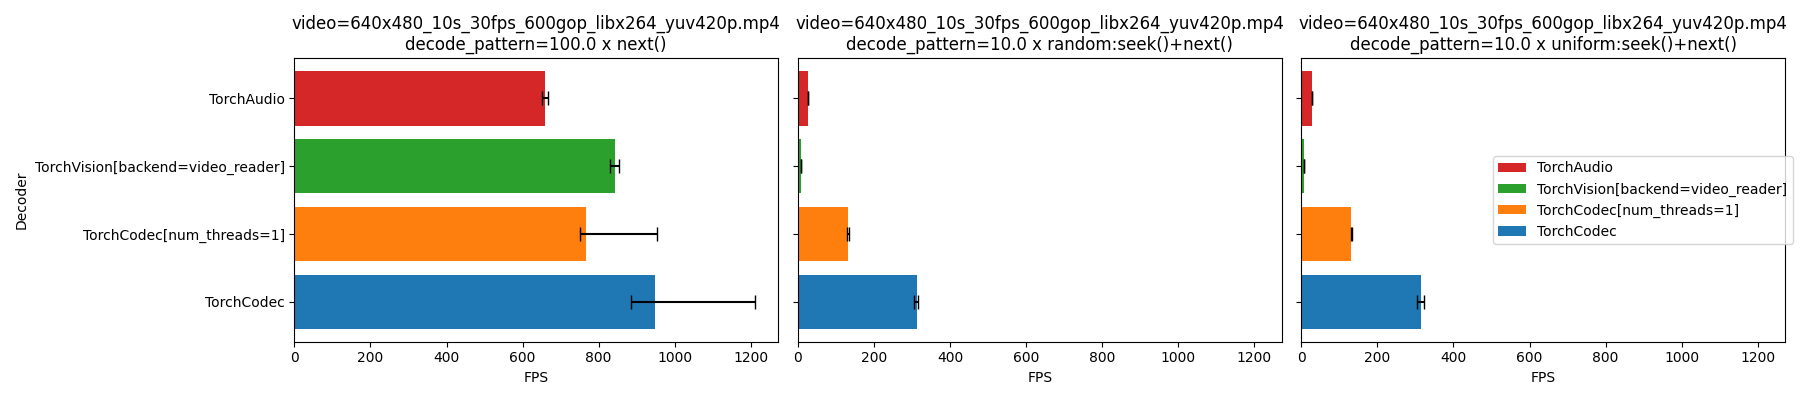 video=640x480_10s_30fps_600gop_libx264_yuv420p.mp4
decode_pattern=100.0 x next()
video=640x480_10s_30fps_600gop_libx264_yuv420p.mp4
decode_pattern=10.0 x random:seek()+next()
video=640x480_10s_30fps_600gop_libx264_yuv420p.mp4
decode_pattern=10.0 x uniform:seek()+next()
Decoder
TorchAudio
TorchVision[backend=video_reader]
TorchCodec[num_threads=1]
TorchCodec
0 200 400 600 800 1000 1200
FPS
0 200 400 600 800 1000 1200
FPS
0 200 400 600 800 1000 1200
FPS
TorchAudio
TorchVision[backend=video_reader]
TorchCodec[num_threads=1]
TorchCodec